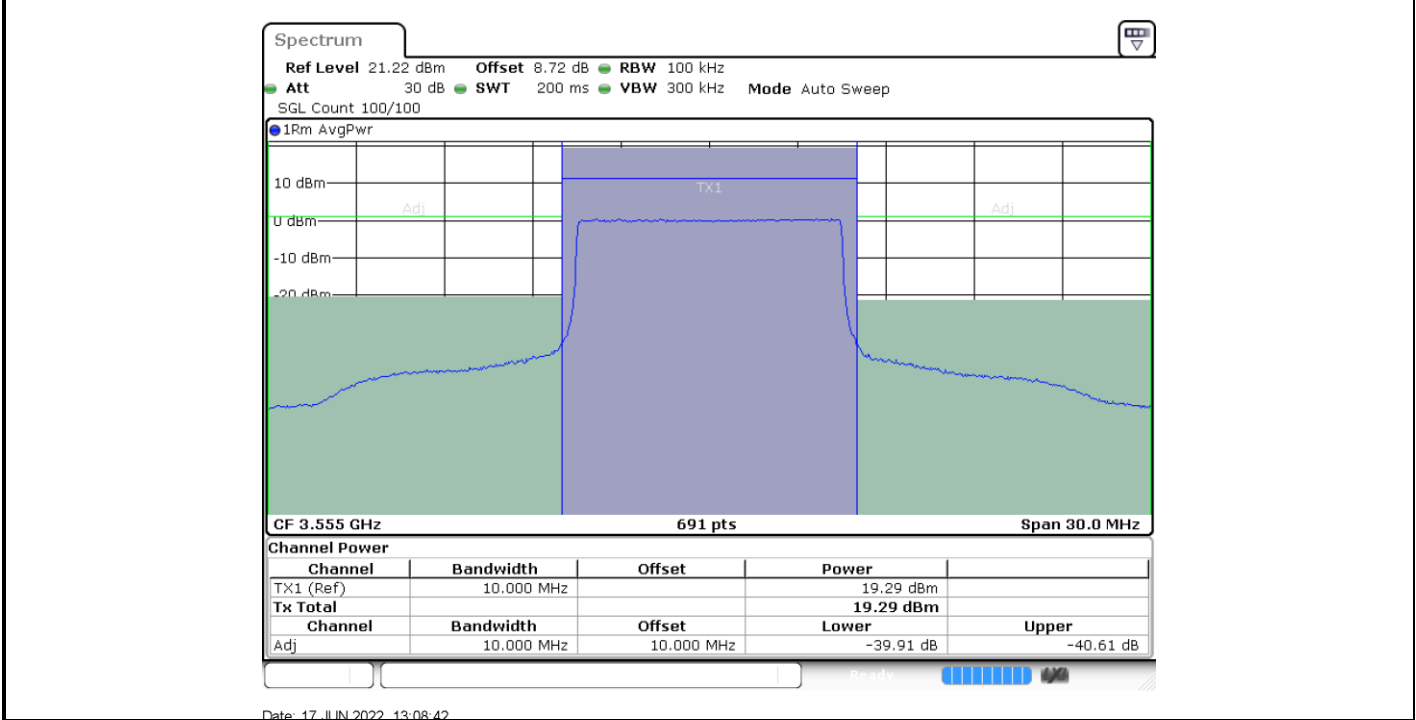 Spectrum
Ref Level 21.22 dBm Offset 8.72 dB RBW 100 kHz
Att 30 dB SWT 200 ms VBW 300 kHz Mode Auto Sweep
SGL Count 100/100
1Rm AvgPwr
10 dBm
TX1
Adj Adj
0 dBm
-10 dBm
-20 dBm
CF 3.555 GHz 691 pts Span 30.0 MHz
Channel Power
Channel Bandwidth Offset Power
TX1 (Ref) 10.000 MHz 19.29 dBm
Tx Total 19.29 dBm
Channel Bandwidth Offset Lower Upper
Adj 10.000 MHz 10.000 MHz -39.91 dB -40.61 dB
Ready
Date: 17.JUN.2022 13:08:42